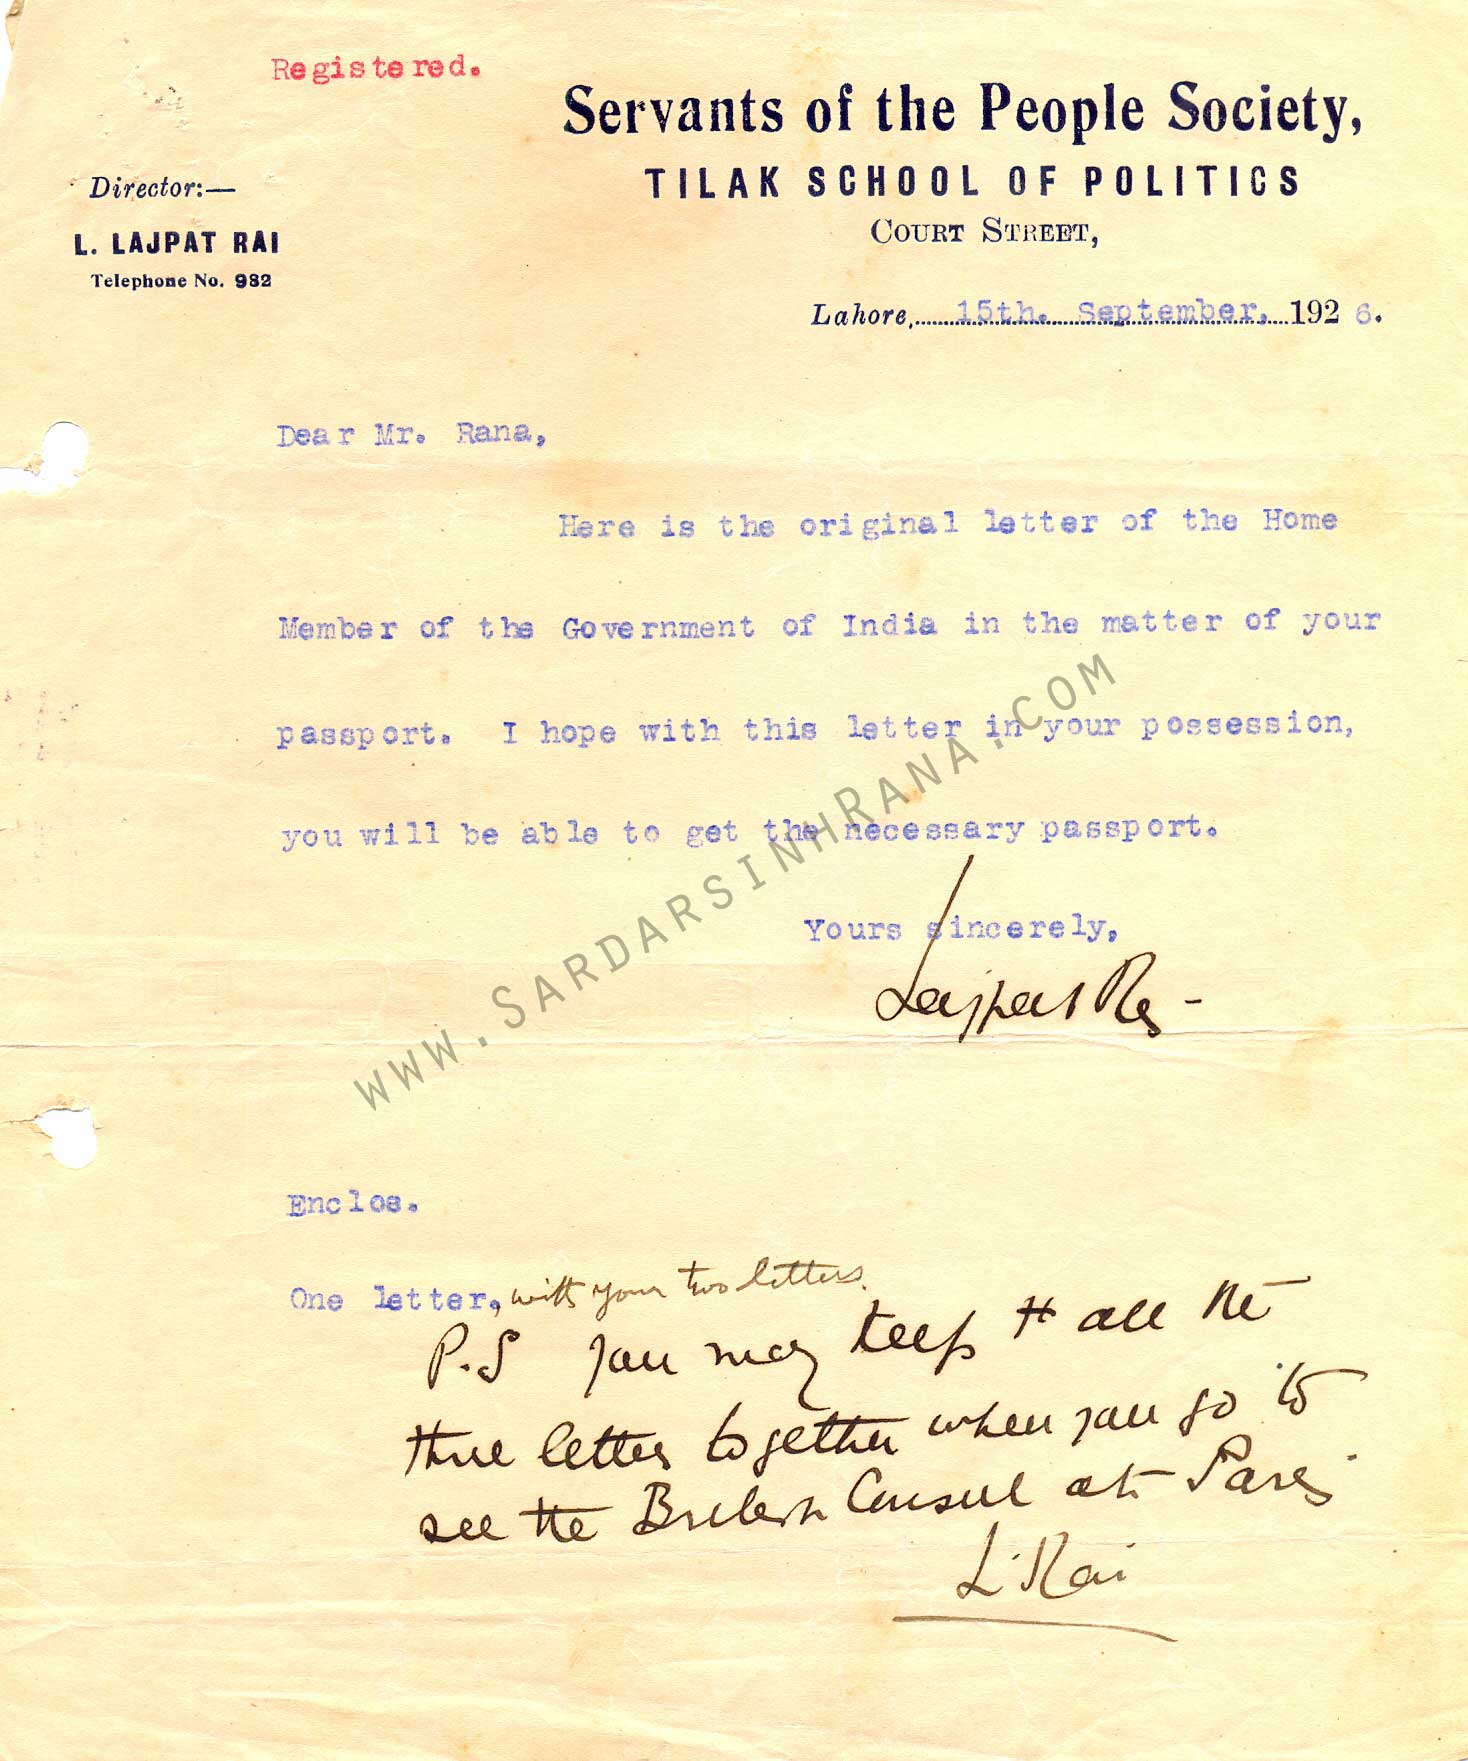 Registered.
Servants of the People Society,
TILAK SCHOOL OF POLITICS
COURT STREET,
Director:—
L. LAJPAT RAI
Telephone No. 982
Lahore, 15th. September, 1926.
Dear Mr. Rana,
Here is the original letter of the Home
Member of the Government of India in the matter of your
passport. I hope with this letter in your possession,
you will be able to get the necessary passport.
Yours sincerely,
Lajpat Rai
www.SardarsinhRana.com
Enclos.
One letter, with your two letters.
P.S you may keep all the
three letters together when you go to
see the British Consul at Paris
L. Rai